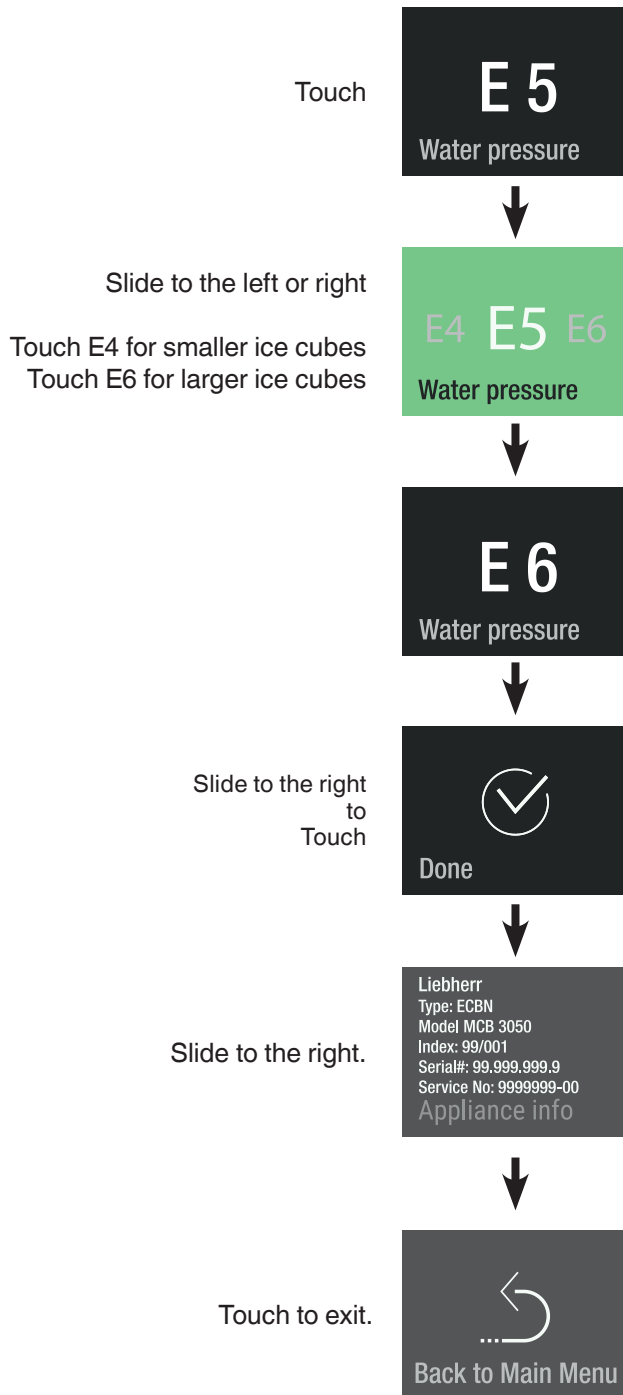 Touch
E 5
Water pressure
Slide to the left or right
Touch E4 for smaller ice cubes
Touch E6 for larger ice cubes
E4 E5 E6
Water pressure
E 6
Water pressure
Slide to the right
to
Touch
Done
Slide to the right.
Liebherr
Type: ECBN
Model MCB 3050
Index: 99/001
Serial#: 99.999.999.9
Service No: 9999999-00
Appliance info
Touch to exit.
Back to Main Menu